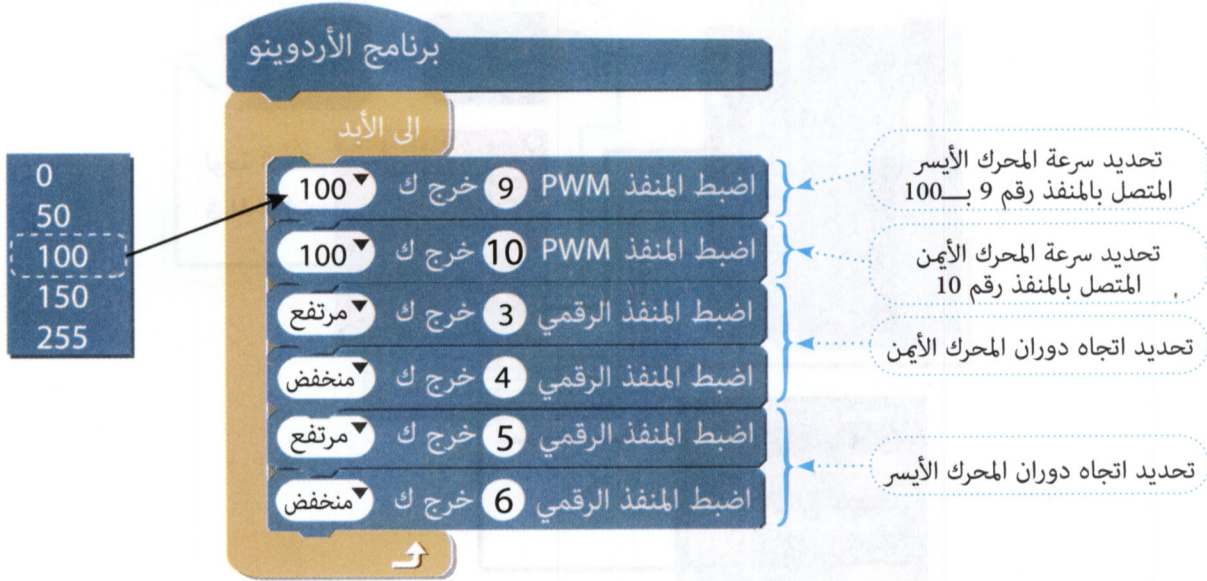 برنامج الأردوينو
الى الأبد
اضبط المنفذ PWM 9 خرج ك 100
اضبط المنفذ PWM 10 خرج ك 100
اضبط المنفذ الرقمي 3 خرج ك مرتفع
اضبط المنفذ الرقمي 4 خرج ك منخفض
اضبط المنفذ الرقمي 5 خرج ك مرتفع
اضبط المنفذ الرقمي 6 خرج ك منخفض
تحديد سرعة المحرك الأيسر
المتصل بالمنفذ رقم 9 بــ100
تحديد سرعة المحرك الأيمن
المتصل بالمنفذ رقم 10
تحديد اتجاه دوران المحرك الأيمن
تحديد اتجاه دوران المحرك الأيسر
0
50
100
150
255